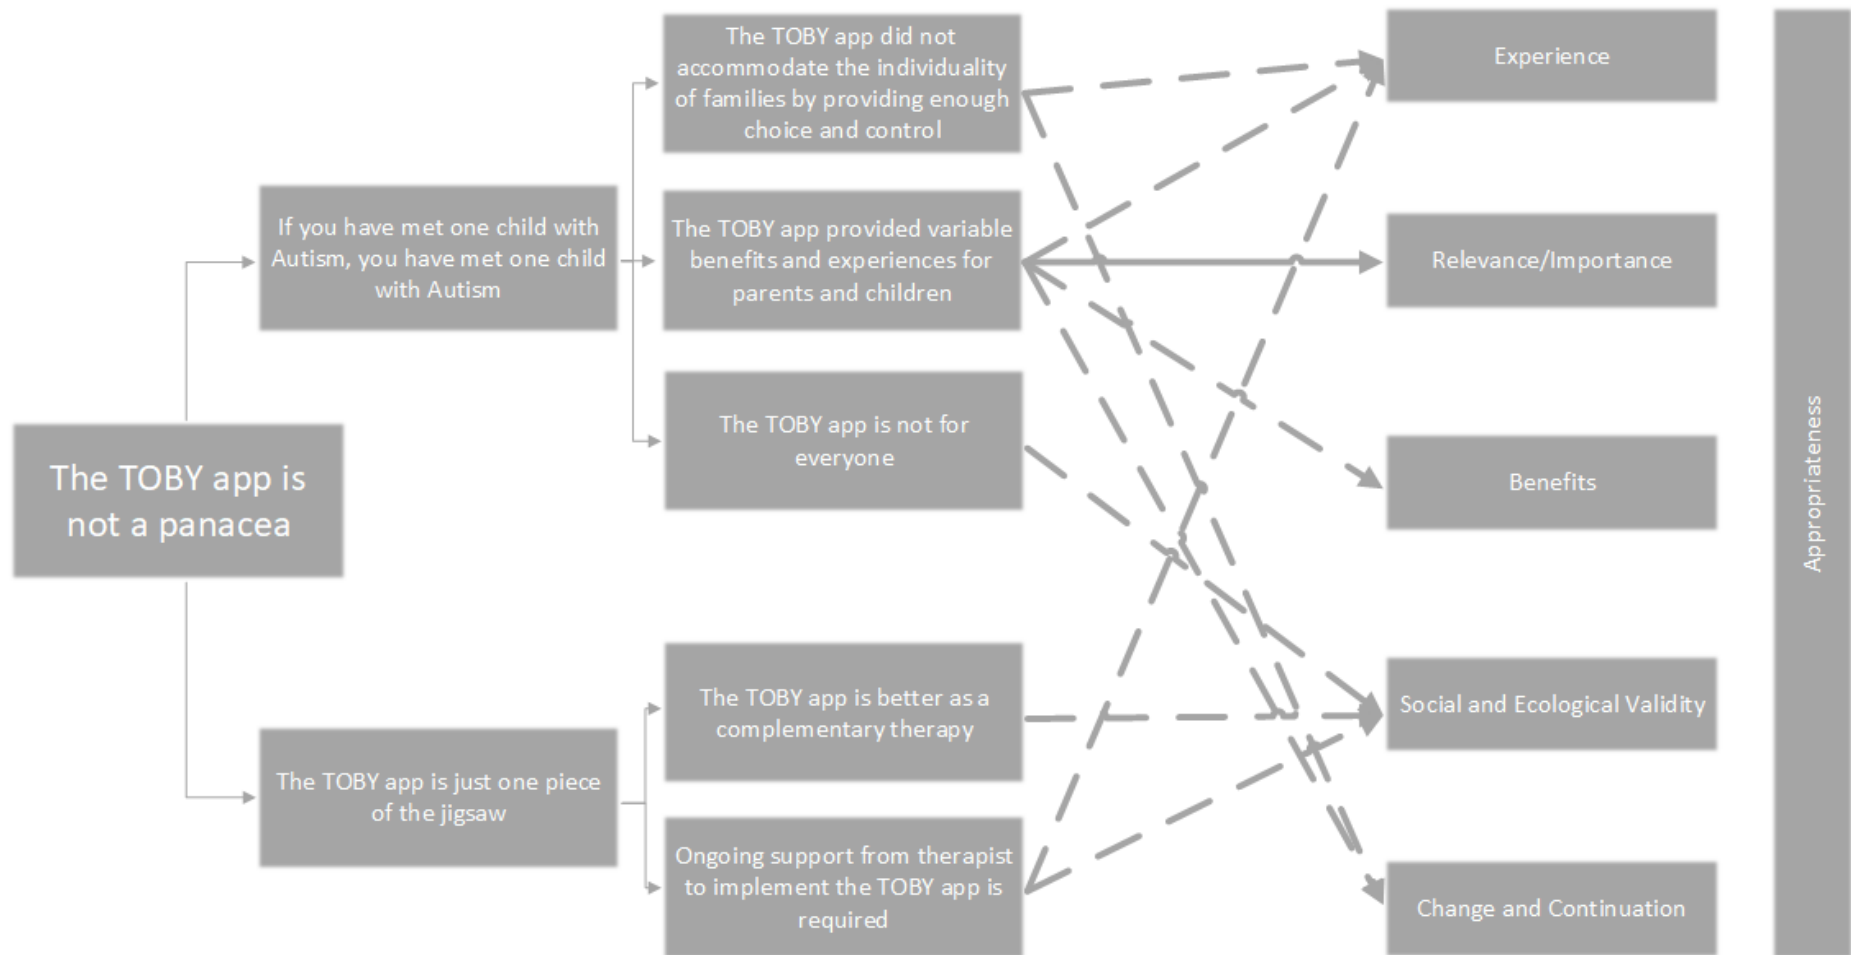 The TOBY app is
not a panacea
If you have met one child with
Autism, you have met one child
with Autism
The TOBY app is just one piece
of the jigsaw
The TOBY app did not
accommodate the individuality
of families by providing enough
choice and control
The TOBY app provided variable
benefits and experiences for
parents and children
The TOBY app is not for
everyone
The TOBY app is better as a
complementary therapy
Ongoing support from therapist
to implement the TOBY app is
required
Experience
Relevance/Importance
Benefits
Social and Ecological Validity
Change and Continuation
Appropriateness